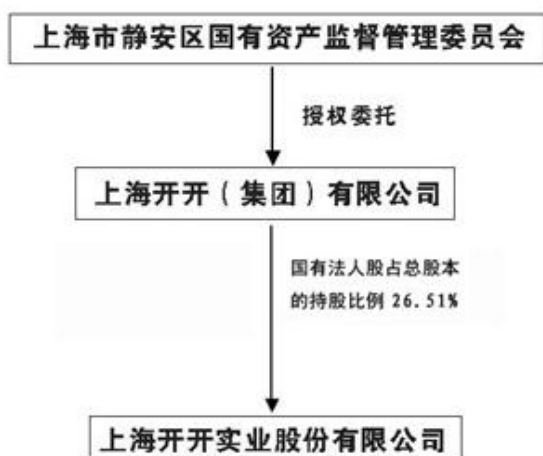 上海市静安区国有资产监督管理委员会
授权委托
上海开开（集团）有限公司
国有法人股占总股本
的持股比例 26.51%
上海开开实业股份有限公司